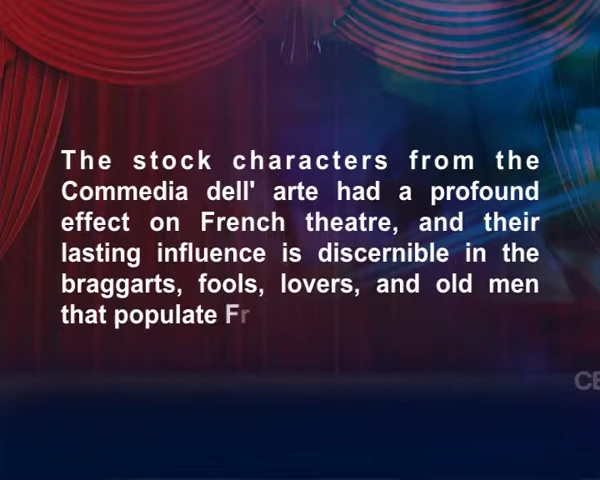 The stock characters from the
Commedia dell' arte had a profound
effect on French theatre, and their
lasting influence is discernible in the
braggarts, fools, lovers, and old men
that populate Fr
CE